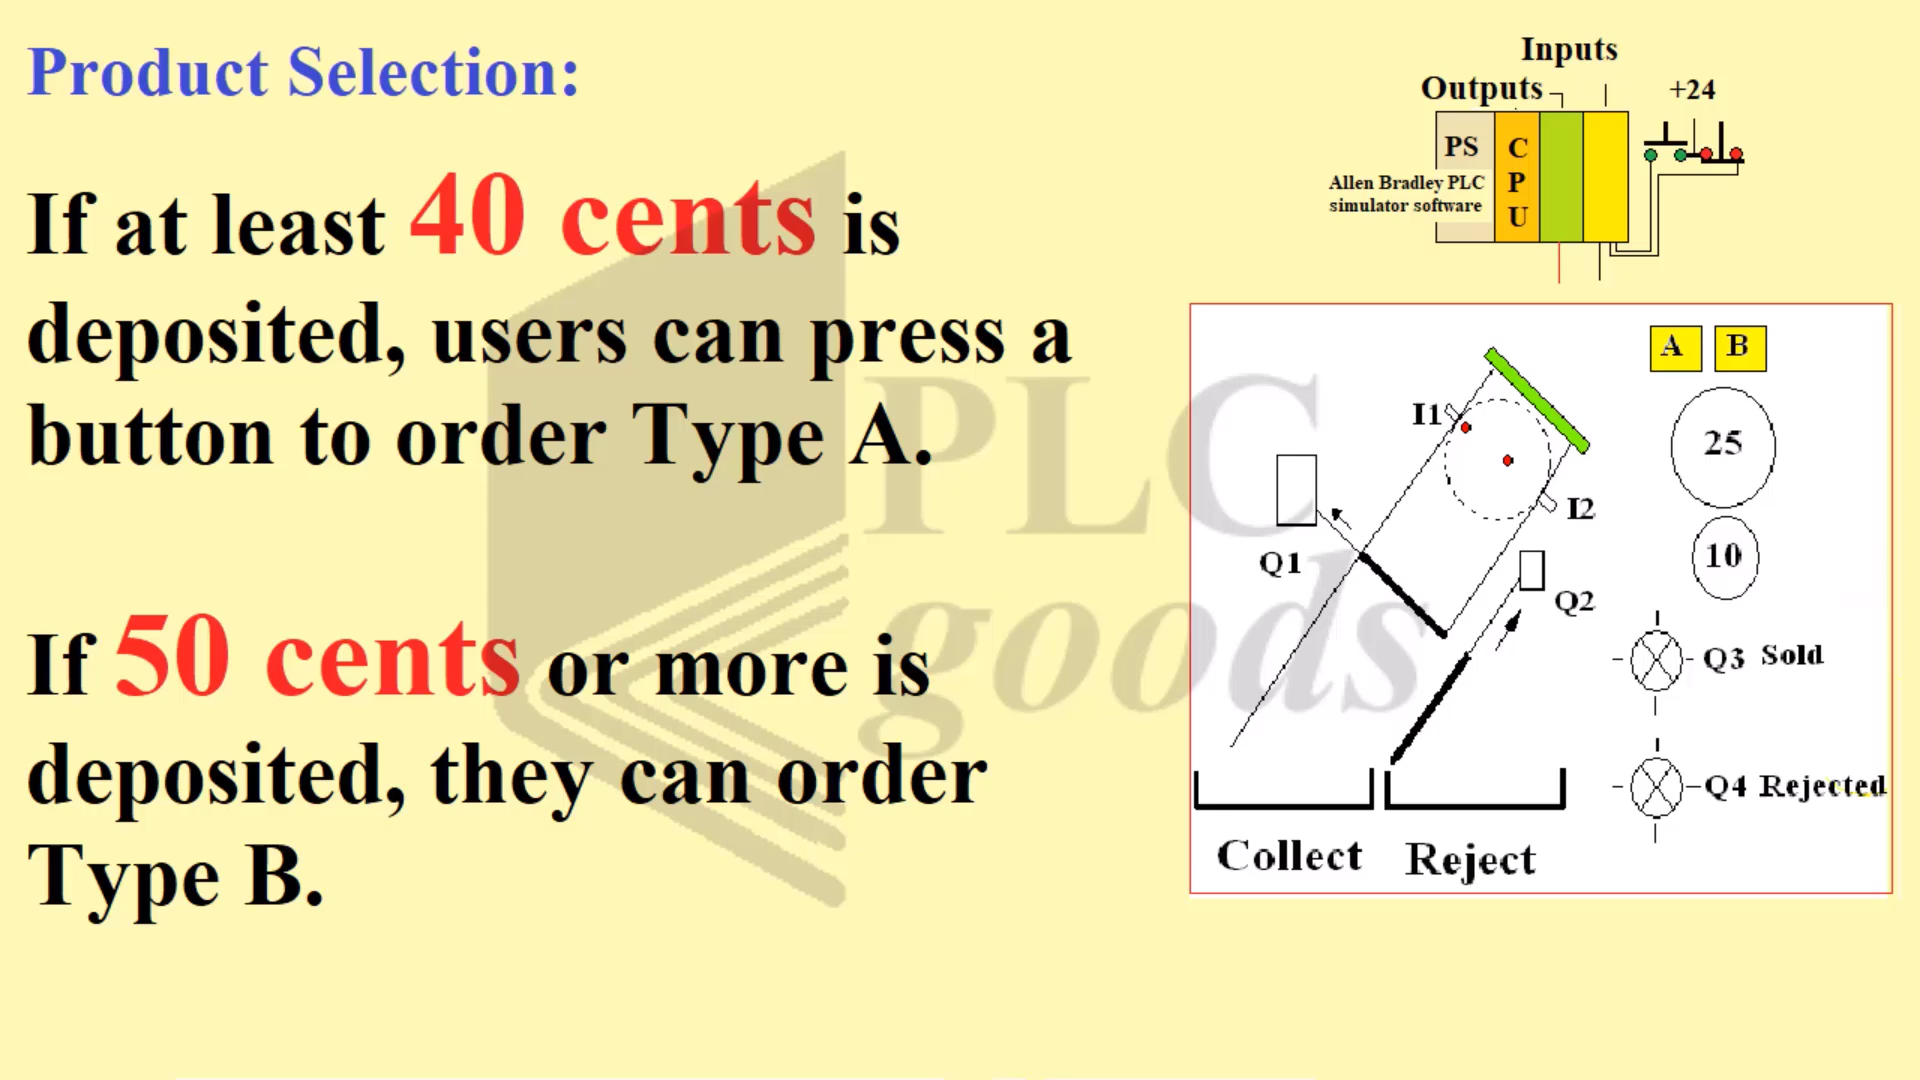 Product Selection:
If at least 40 cents is
deposited, users can press a
button to order Type A.
If 50 cents or more is
deposited, they can order
Type B.
Inputs
Outputs
+24
PS
C
P
U
Allen Bradley PLC
simulator software
A B
I1
25
I2
Q1
10
Q2
Q3 Sold
Q4 Rejected
Collect Reject
PLC
goods